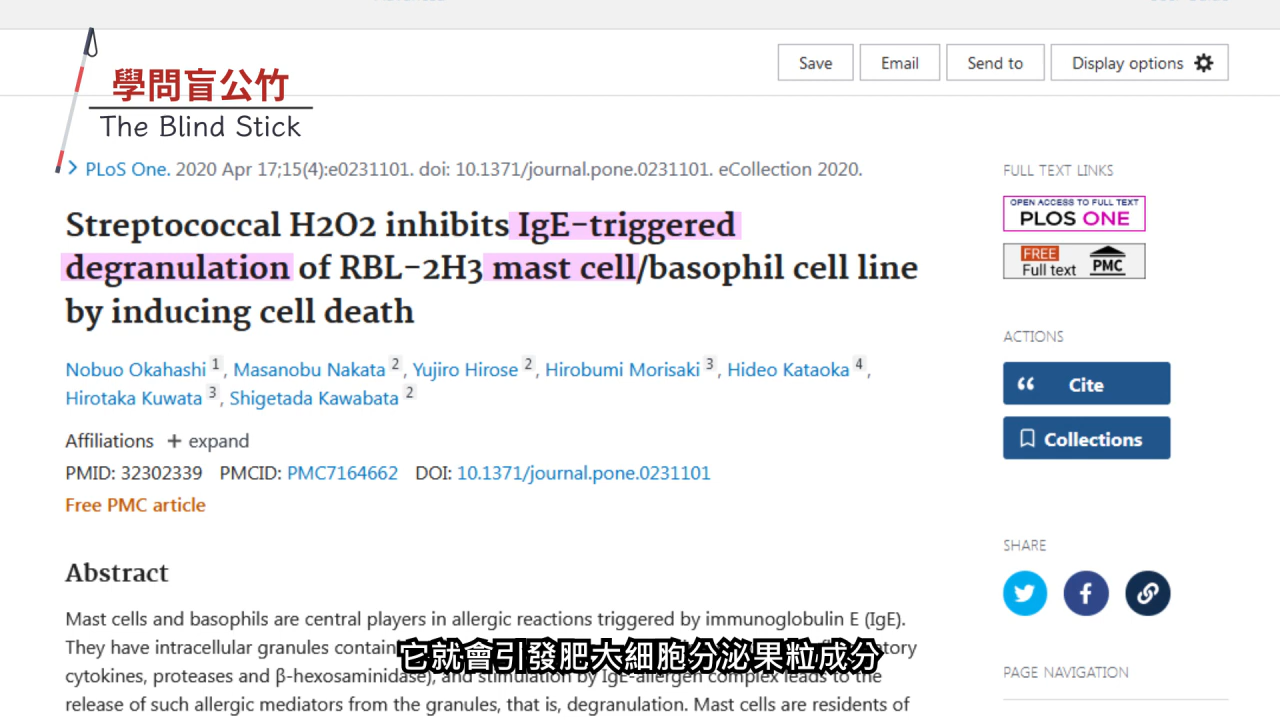 Save
Email
Send to
Display options
學問盲公竹
The Blind Stick
PLoS One. 2020 Apr 17;15(4):e0231101. doi: 10.1371/journal.pone.0231101. eCollection 2020.
Streptococcal H2O2 inhibits IgE-triggered
degranulation of RBL-2H3 mast cell/basophil cell line
by inducing cell death
Nobuo Okahashi 1, Masanobu Nakata 2, Yujiro Hirose 2, Hirobumi Morisaki 3, Hideo Kataoka 4,
Hirotaka Kuwata 3, Shigetada Kawabata 2
Affiliations + expand
PMID: 32302339 PMCID: PMC7164662 DOI: 10.1371/journal.pone.0231101
Free PMC article
Abstract
Mast cells and basophils are central players in allergic reactions triggered by immunoglobulin E (IgE).
They have intracellular granules
cytokines, proteases and β-hexosaminidase), and stimulation by IgE-allergen complex leads to the
release of such allergic mediators from the granules, that is, degranulation. Mast cells are residents of
它就會引發肥大細胞分泌果粒成分
FULL TEXT LINKS
OPEN ACCESS TO FULL TEXT
PLOS ONE
FREE
Full text
PMC
ACTIONS
Cite
Collections
SHARE
PAGE NAVIGATION